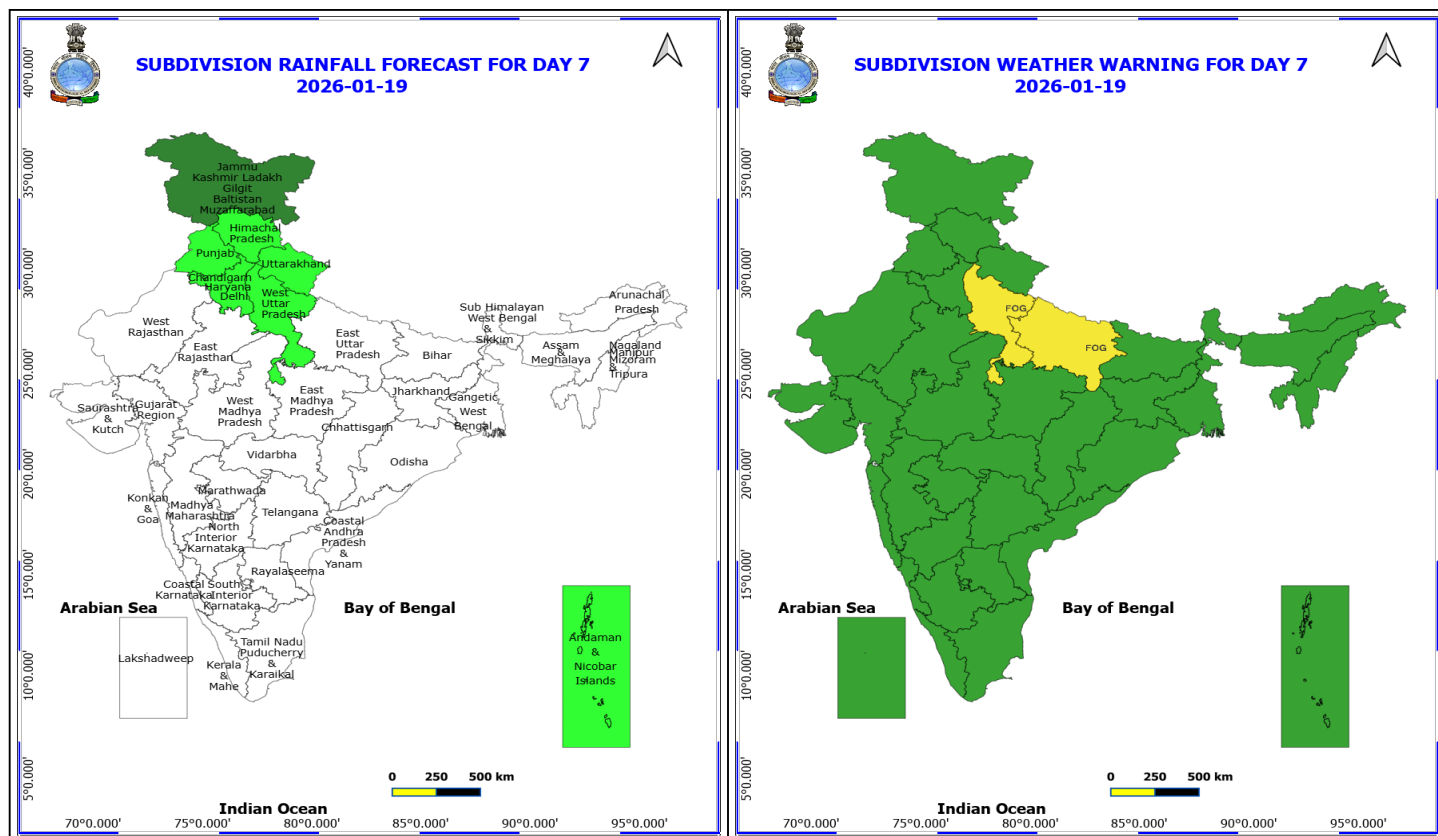 SUBDIVISION RAINFALL FORECAST FOR DAY 7
2026-01-19
40°0.000'
35°0.000'
30°0.000'
25°0.000'
20°0.000'
15°0.000'
10°0.000'
5°0.000'
Jammu
Kashmir Ladakh
Gilgit
Baltistan
Muzaffarabad
Himachal
Pradesh
Punjab
Uttarakhand
Chandigarh
Haryana
Delhi
West
Uttar
Pradesh
West
Rajasthan
East
Rajasthan
East
Uttar
Pradesh
Bihar
Sub Himalayan
West Bengal
&
Sikkim
Arunachal
Pradesh
Assam
&
Meghalaya
Nagaland
Manipur
Mizoram
&
Tripura
Saurashtra
&
Kutch
Gujarat
Region
West
Madhya
Pradesh
East
Madhya
Pradesh
Jharkhand
Gangetic
West
Bengal
Chhattisgarh
Vidarbha
Odisha
Konkan
&
Goa
Madhya
Maharashtra
Marathwada
Telangana
North
Interior
Karnataka
Coastal
Andhra
Pradesh
&
Yanam
Rayalaseema
Coastal
Karnataka
South
Interior
Karnataka
Arabian Sea
Bay of Bengal
Lakshadweep
Kerala
&
Mahe
Tamil Nadu
Puducherry
&
Karaikal
Andaman
&
Nicobar
Islands
0 250 500 km
Indian Ocean
70°0.000' 75°0.000' 80°0.000' 85°0.000' 90°0.000' 95°0.000'
SUBDIVISION WEATHER WARNING FOR DAY 7
2026-01-19
40°0.000'
35°0.000'
30°0.000'
25°0.000'
20°0.000'
15°0.000'
10°0.000'
5°0.000'
FOG
FOG
Arabian Sea
Bay of Bengal
0 250 500 km
Indian Ocean
70°0.000' 75°0.000' 80°0.000' 85°0.000' 90°0.000' 95°0.000'